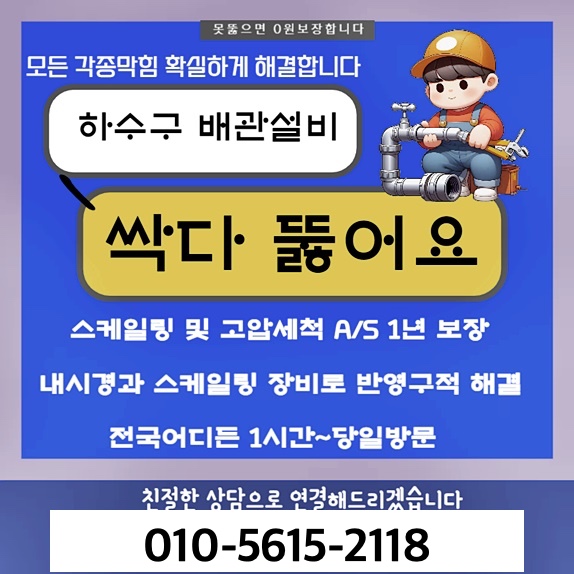 못뚫으면 0원보장합니다
모든 각종막힘 확실하게 해결합니다
하수구 배관설비
싹다 뚫어요
스케일링 및 고압세척 A/S 1년 보장
내시경과 스케일링 장비로 반영구적 해결
전국어디든 1시간~당일방문
친절한 상담으로 연결해드리겠습니다
010-5615-2118